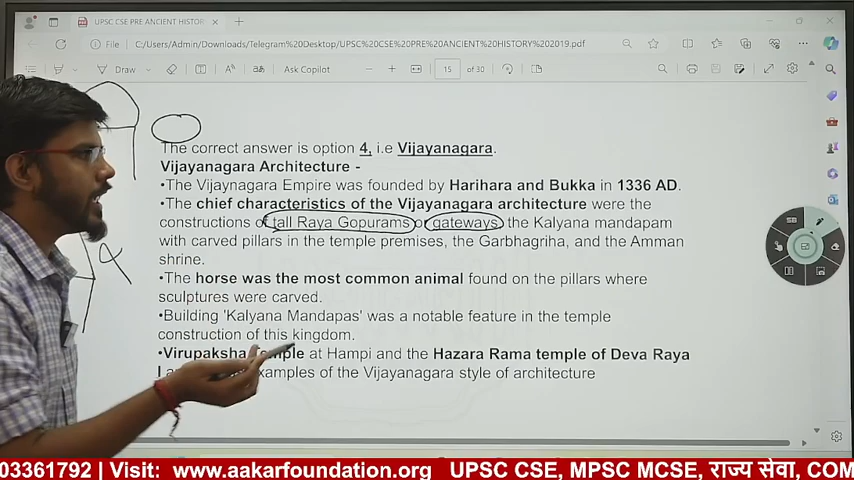 UPSC CSE PRE ANCIENT HISTOR
File C:/Users/Admin/Downloads/Telegram%20Desktop/UPSC%20CSE%20PRE%20ANCIENT%20HISTORY%202019.pdf
Draw Ask Copilot 15 of 30
The correct answer is option 4, i.e Vijayanagara.
Vijayanagara Architecture -
•The Vijaynagara Empire was founded by Harihara and Bukka in 1336 AD.
•The chief characteristics of the Vijayanagara architecture were the
constructions of tall Raya Gopurams or gateways, the Kalyana mandapam
with carved pillars in the temple premises, the Garbhagriha, and the Amman
shrine.
•The horse was the most common animal found on the pillars where
sculptures were carved.
•Building 'Kalyana Mandapas' was a notable feature in the temple
construction of this kingdom.
•Virupaksha Temple at Hampi and the Hazara Rama temple of Deva Raya
I examples of the Vijayanagara style of architecture
03361792 | Visit: www.aakarfoundation.org UPSC CSE, MPSC MCSE, राज्य सेवा, COM